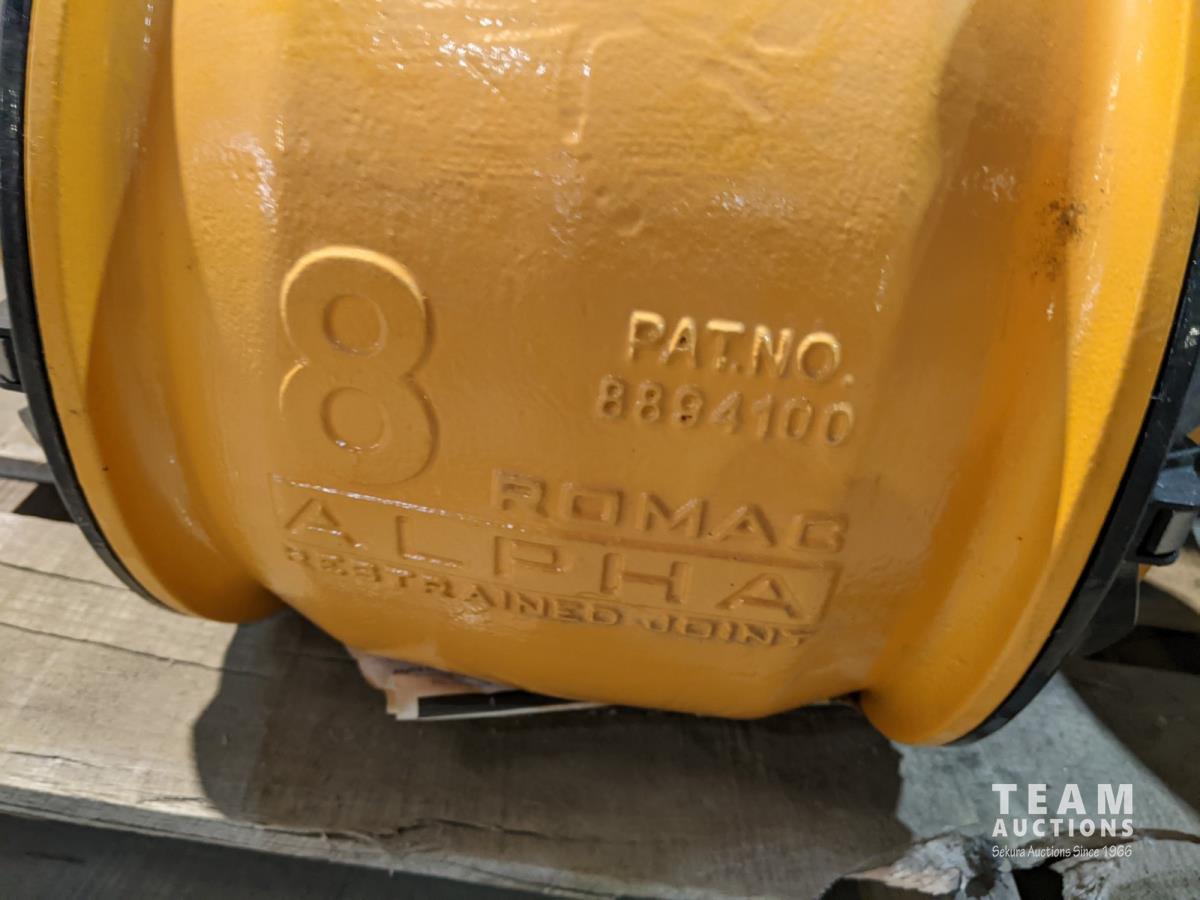 8
PAT.NO.
8894100
ROMAC
ALPHA
RESTRAINED JOINT
TEAM
AUCTIONS
Sekura Auctions Since 1966